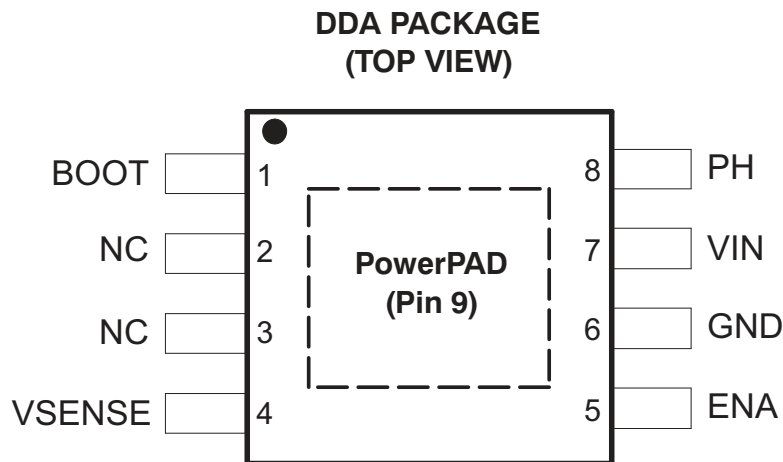 DDA PACKAGE
(TOP VIEW)
BOOT 1 8 PH
NC 2 7 VIN
PowerPAD
(Pin 9)
NC 3 6 GND
VSENSE 4 5 ENA